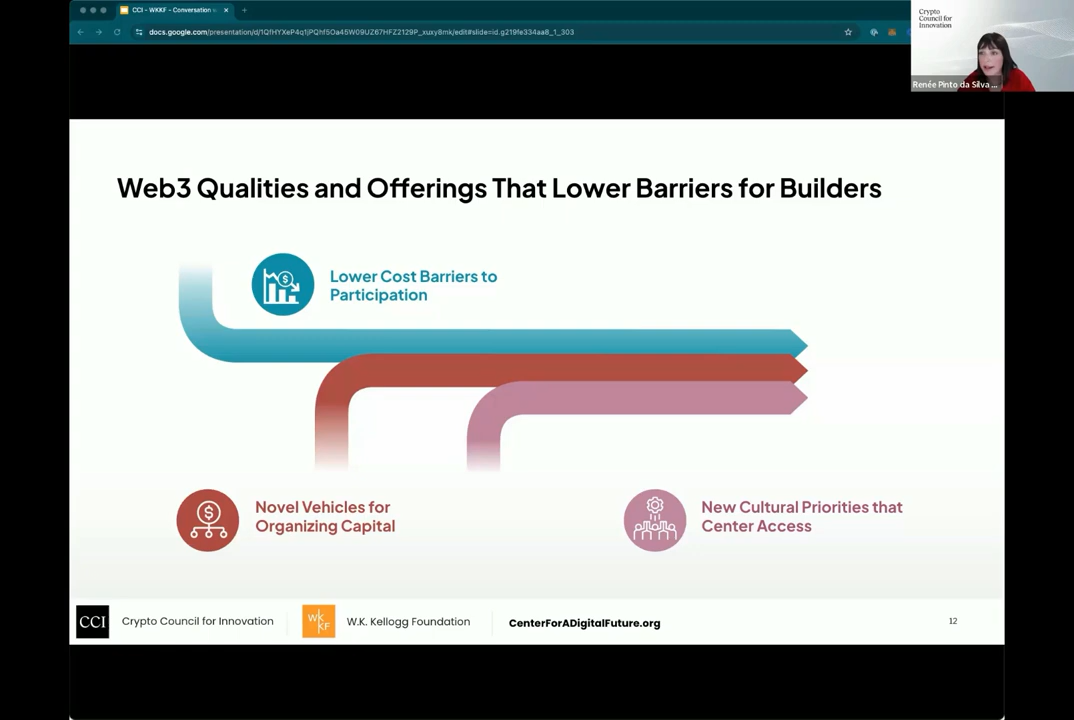 CCI - WKKF - Conversation
docs.google.com/presentation/d/1QfHYXeP4q1jPQhf5Oa45W09UZ67HFZ2129P_xuxy8mk/edit#slide=id.g219fe334aa8_1_303
Crypto
Council for
Innovation
Renée Pinto da Silva ...
Web3 Qualities and Offerings That Lower Barriers for Builders
Lower Cost Barriers to
Participation
Novel Vehicles for
Organizing Capital
New Cultural Priorities that
Center Access
CCI
Crypto Council for Innovation
WK
KF
W.K. Kellogg Foundation
CenterForADigitalFuture.org
12